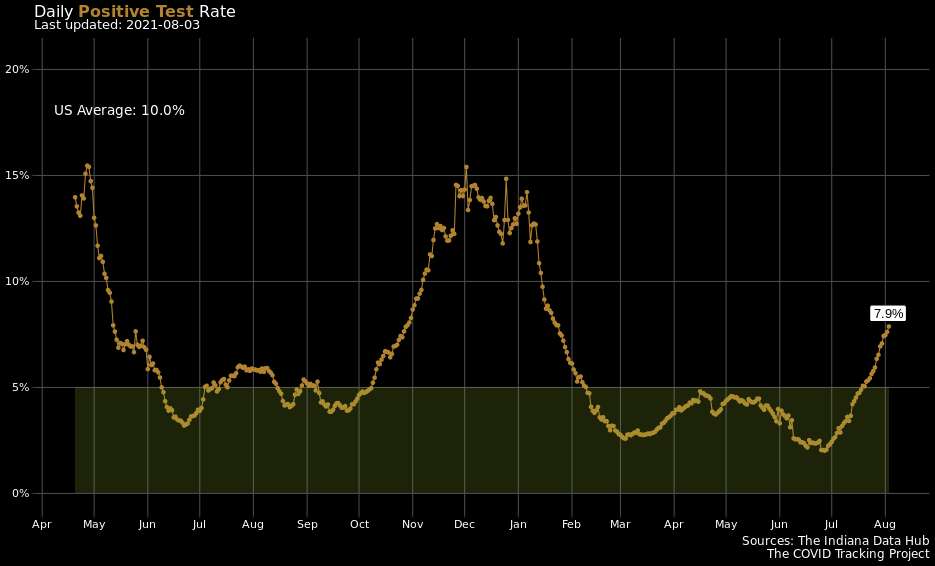 Daily Positive Test Rate
Last updated: 2021-08-03
20%
US Average: 10.0%
15%
10%
7.9%
5%
0%
Apr May Jun Jul Aug Sep Oct Nov Dec Jan Feb Mar Apr May Jun Jul Aug
Sources: The Indiana Data Hub
The COVID Tracking Project